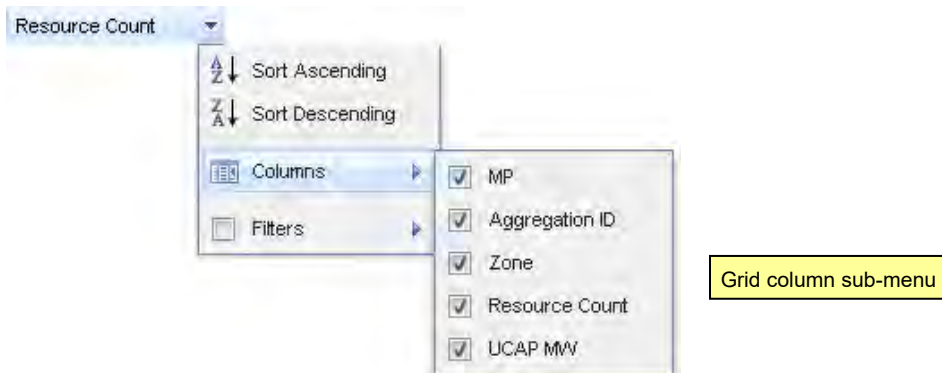 Resource Count
Sort Ascending
Sort Descending
Columns
Filters
MP
Aggregation ID
Zone
Resource Count
UCAP MW
Grid column sub-menu